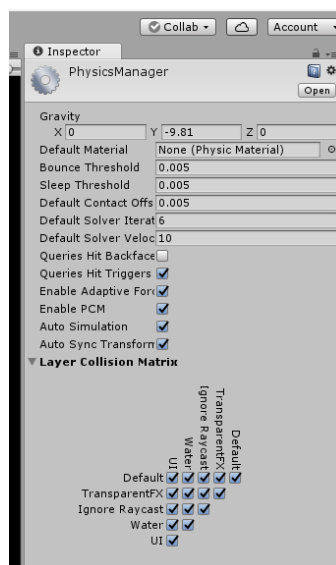 Collab
Account
Inspector
PhysicsManager
Open
Gravity
X 0 Y -9.81 Z 0
Default Material None (Physic Material)
Bounce Threshold 0.005
Sleep Threshold 0.005
Default Contact Offs 0.005
Default Solver Iterat 6
Default Solver Veloc 10
Queries Hit Backface
Queries Hit Triggers
Enable Adaptive Forc
Enable PCM
Auto Simulation
Auto Sync Transform
Layer Collision Matrix
UI
Water
Ignore Raycast
TransparentFX
Default
Default
TransparentFX
Ignore Raycast
Water
UI